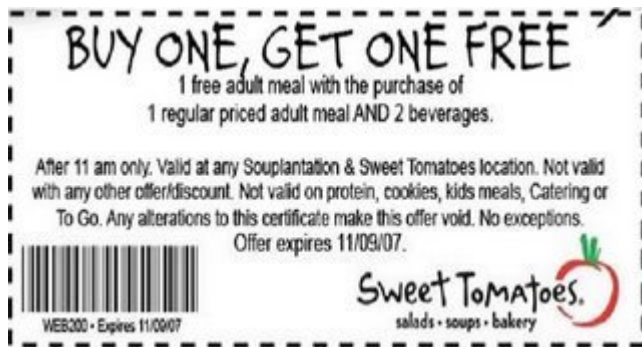 BUY ONE, GET ONE FREE
1 free adult meal with the purchase of
1 regular priced adult meal AND 2 beverages.
After 11 am only. Valid at any Souplantation & Sweet Tomatoes location. Not valid
with any other offer/discount. Not valid on protein, cookies, kids meals, Catering or
To Go. Any alterations to this certificate make this offer void. No exceptions.
Offer expires 11/09/07.
WEB200 • Expires 11/09/07
Sweet Tomatoes.
salads • soups • bakery